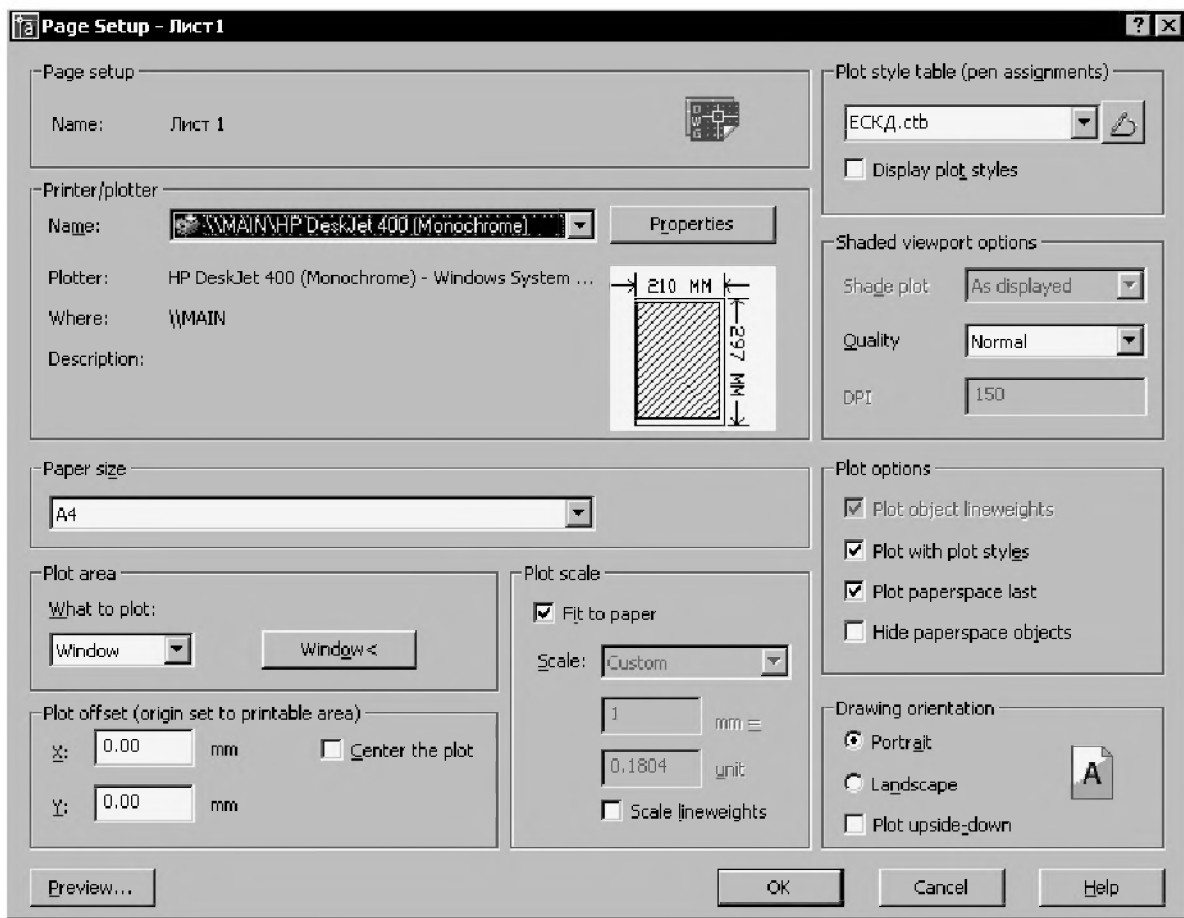 Page Setup - Лист1
Page setup
Name: Лист 1
Printer/plotter
Name: \\MAIN\HP DeskJet 400 (Monochrome) Properties
Plotter: HP DeskJet 400 (Monochrome) - Windows System ...
Where: \\MAIN
Description:
210 MM
297 MM
Paper size
A4
Plot area
What to plot:
Window Window<
Plot offset (origin set to printable area)
X: 0.00 mm Center the plot
Y: 0.00 mm
Plot scale
Fit to paper
Scale: Custom
1 mm =
0.1804 unit
Scale lineweights
Plot style table (pen assignments)
ЕСКД.ctb
Display plot styles
Shaded viewport options
Shade plot As displayed
Quality Normal
DPI 150
Plot options
Plot object lineweights
Plot with plot styles
Plot paperspace last
Hide paperspace objects
Drawing orientation
Portrait
Landscape
Plot upside-down
A
Preview... OK Cancel Help